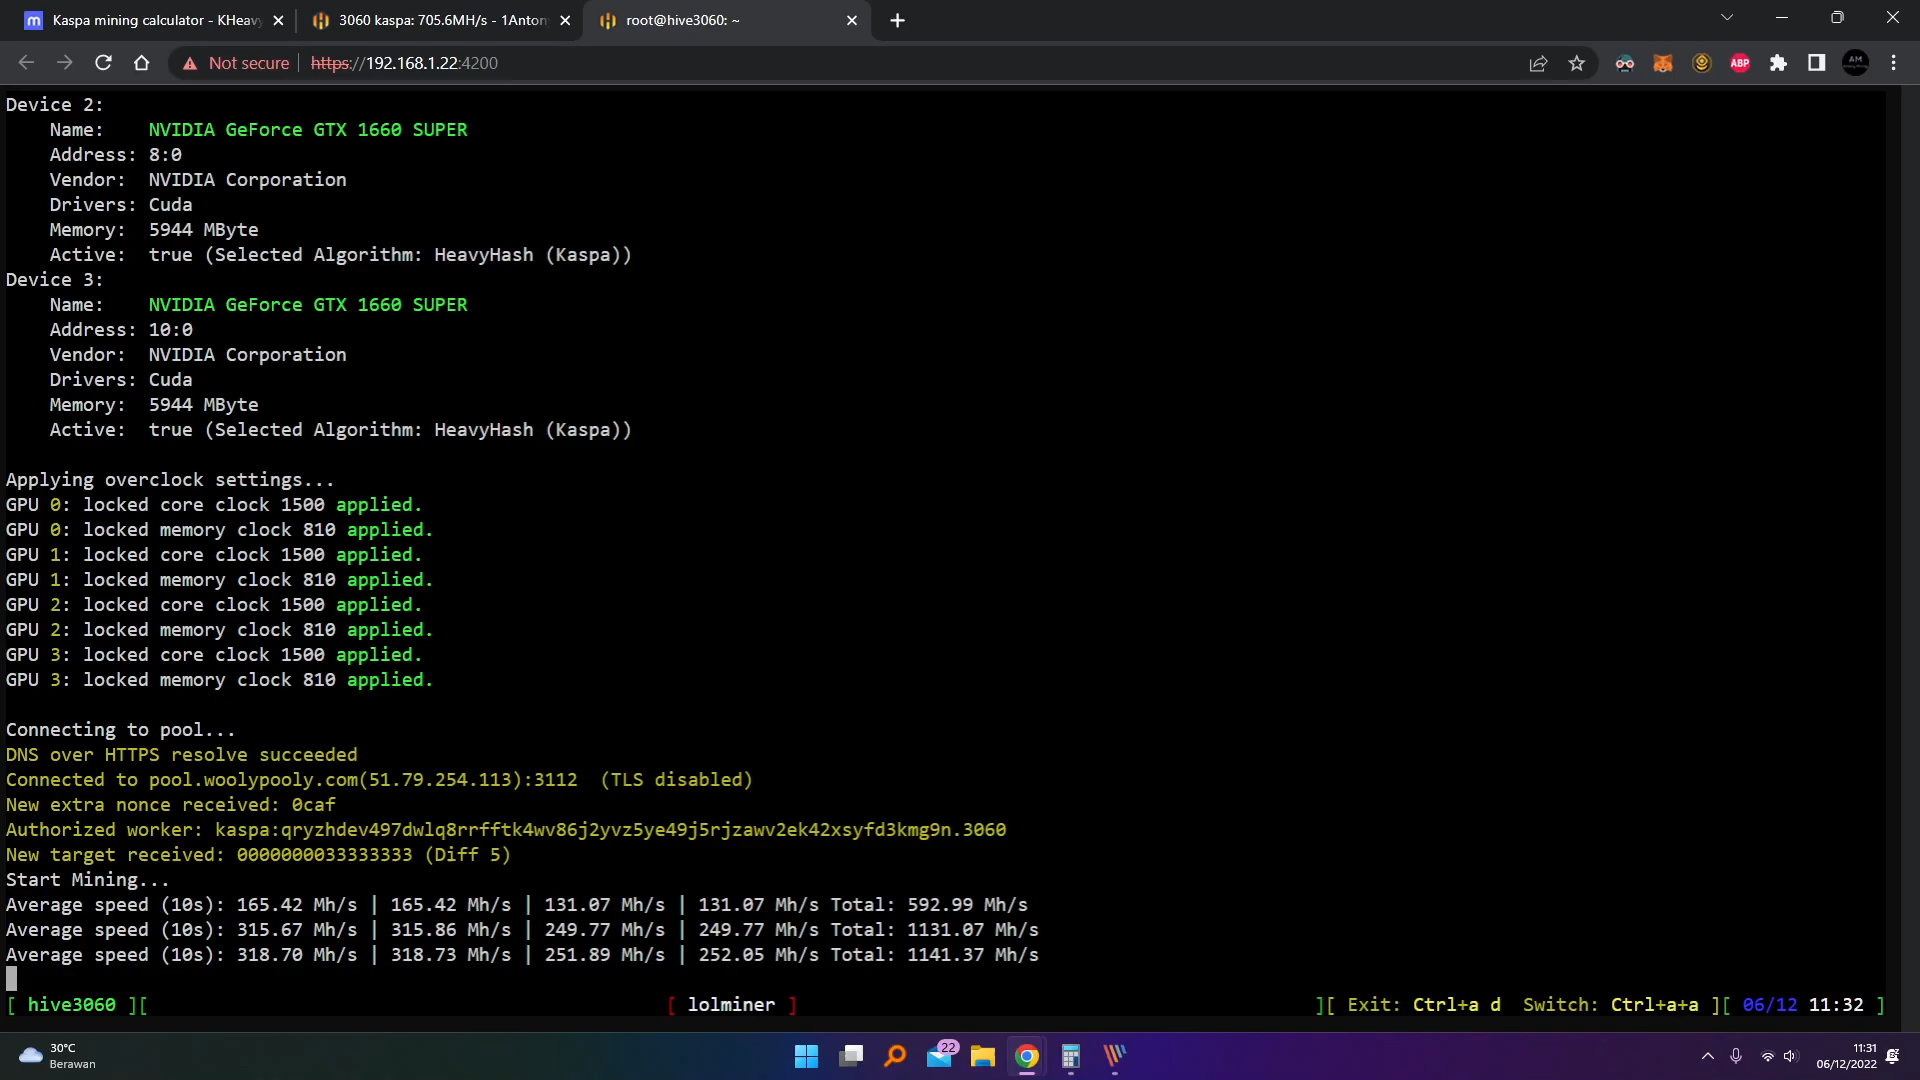 Kaspa mining calculator - KHeavy
3060 kaspa: 705.6MH/s - 1Antony
root@hive3060: ~
Not secure
https://192.168.1.22:4200
ABP
AM
Device 2:
Name: NVIDIA GeForce GTX 1660 SUPER
Address: 8:0
Vendor: NVIDIA Corporation
Drivers: Cuda
Memory: 5944 MByte
Active: true (Selected Algorithm: HeavyHash (Kaspa))
Device 3:
Name: NVIDIA GeForce GTX 1660 SUPER
Address: 10:0
Vendor: NVIDIA Corporation
Drivers: Cuda
Memory: 5944 MByte
Active: true (Selected Algorithm: HeavyHash (Kaspa))
Applying overclock settings...
GPU 0: locked core clock 1500 applied.
GPU 0: locked memory clock 810 applied.
GPU 1: locked core clock 1500 applied.
GPU 1: locked memory clock 810 applied.
GPU 2: locked core clock 1500 applied.
GPU 2: locked memory clock 810 applied.
GPU 3: locked core clock 1500 applied.
GPU 3: locked memory clock 810 applied.
Connecting to pool...
DNS over HTTPS resolve succeeded
Connected to pool.woolypooly.com(51.79.254.113):3112 (TLS disabled)
New extra nonce received: 0caf
Authorized worker: kaspa:qryzhdev497dwlq8rrfftk4wv86j2yvz5ye49j5rjzawv2ek42xsyfd3kmg9n.3060
New target received: 0000000033333333 (Diff 5)
Start Mining...
Average speed (10s): 165.42 Mh/s | 165.42 Mh/s | 131.07 Mh/s | 131.07 Mh/s Total: 592.99 Mh/s
Average speed (10s): 315.67 Mh/s | 315.86 Mh/s | 249.77 Mh/s | 249.77 Mh/s Total: 1131.07 Mh/s
Average speed (10s): 318.70 Mh/s | 318.73 Mh/s | 251.89 Mh/s | 252.05 Mh/s Total: 1141.37 Mh/s
[ hive3060 ][ [ lolminer ] ][ Exit: Ctrl+a d Switch: Ctrl+a+a ][ 06/12 11:32 ]
30°C
Berawan
22
11:31
06/12/2022